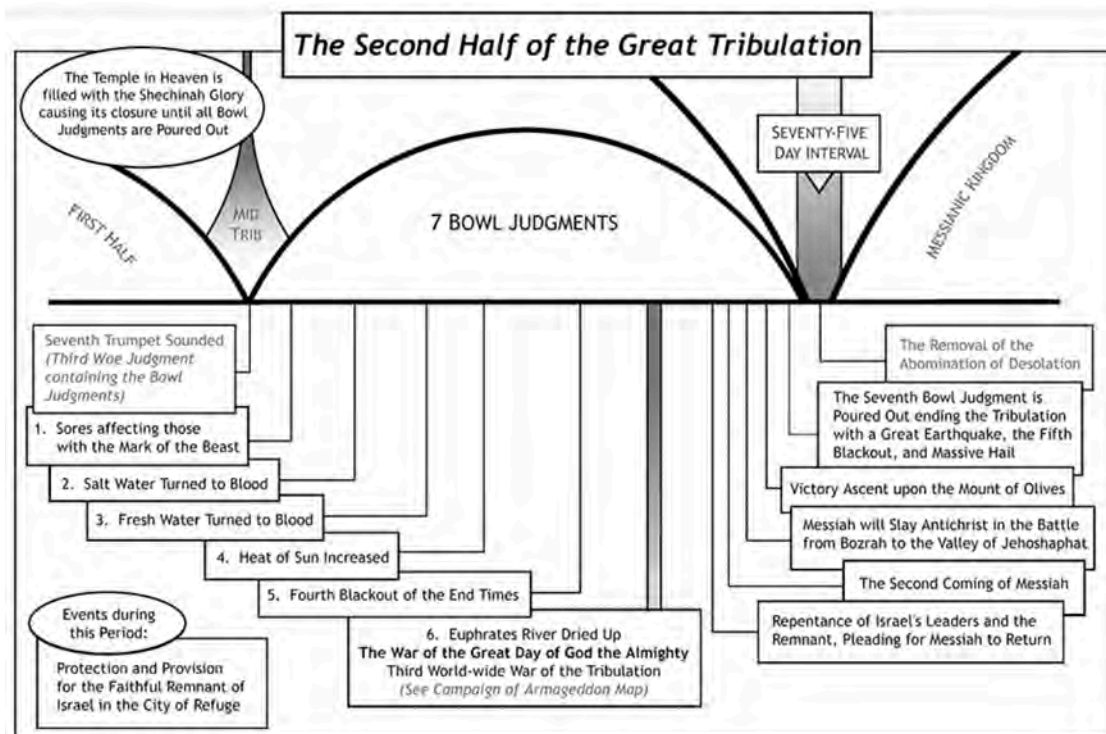 The Second Half of the Great Tribulation
The Temple in Heaven is
filled with the Shechinah Glory
causing its closure until all Bowl
Judgments are Poured Out
FIRST HALF
MID
TRIB
7 BOWL JUDGMENTS
SEVENTY-FIVE
DAY INTERVAL
MESSIANIC KINGDOM
Seventh Trumpet Sounded
(Third Woe Judgment
containing the Bowl
Judgments)
1. Sores affecting those
with the Mark of the Beast
2. Salt Water Turned to Blood
3. Fresh Water Turned to Blood
4. Heat of Sun Increased
5. Fourth Blackout of the End Times
6. Euphrates River Dried Up
The War of the Great Day of God the Almighty
Third World-wide War of the Tribulation
(See Campaign of Armageddon Map)
Events during
this Period:
Protection and Provision
for the Faithful Remnant of
Israel in the City of Refuge
The Removal of the
Abomination of Desolation
The Seventh Bowl Judgment is
Poured Out ending the Tribulation
with a Great Earthquake, the Fifth
Blackout, and Massive Hail
Victory Ascent upon the Mount of Olives
Messiah will Slay Antichrist in the Battle
from Bozrah to the Valley of Jehoshaphat
The Second Coming of Messiah
Repentance of Israel's Leaders and the
Remnant, Pleading for Messiah to Return